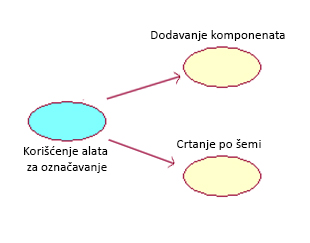 Dodavanje komponenata
Korišćenje alata
za označavanje
Crtanje po šemi